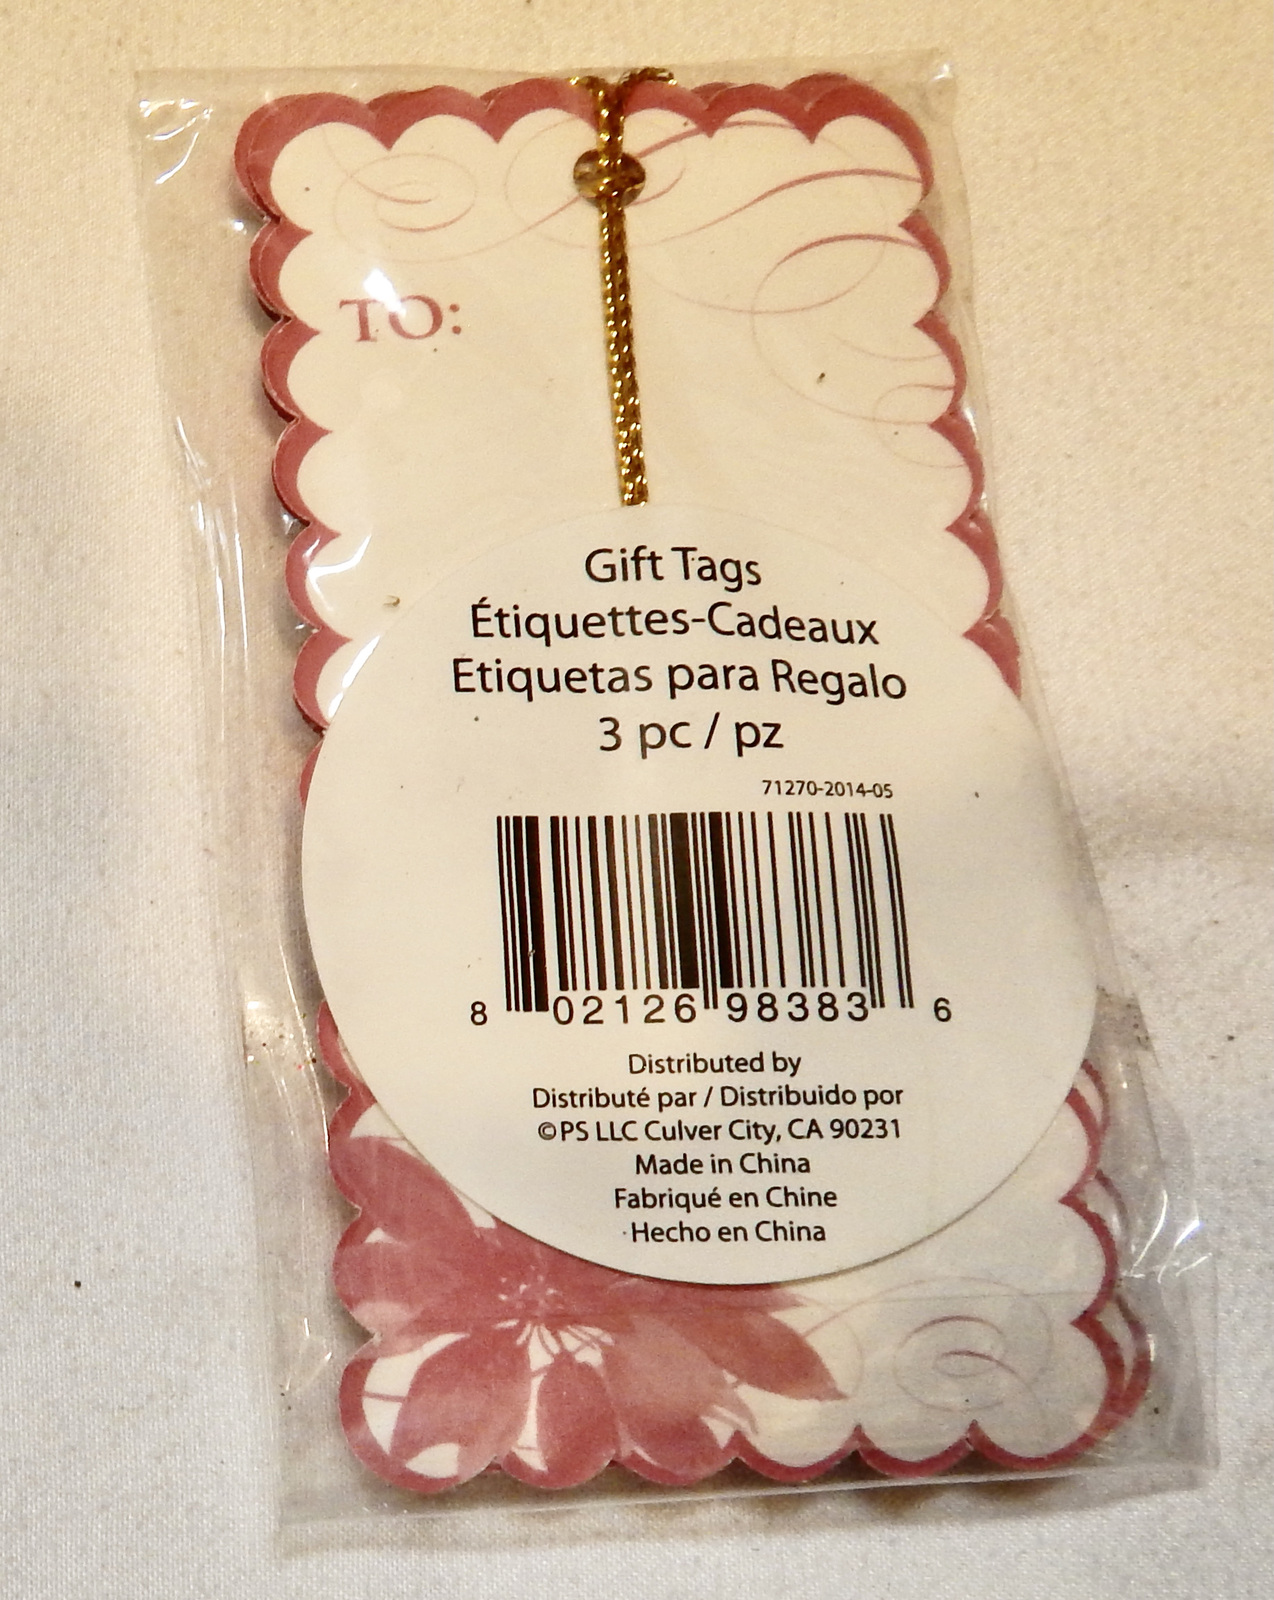 TO:
Gift Tags
Étiquettes-Cadeaux
Etiquetas para Regalo
3 pc / pz
71270-2014-05
8 02126 98383 6
Distributed by
Distribué par / Distribuido por
©PS LLC Culver City, CA 90231
Made in China
Fabriqué en Chine
Hecho en China